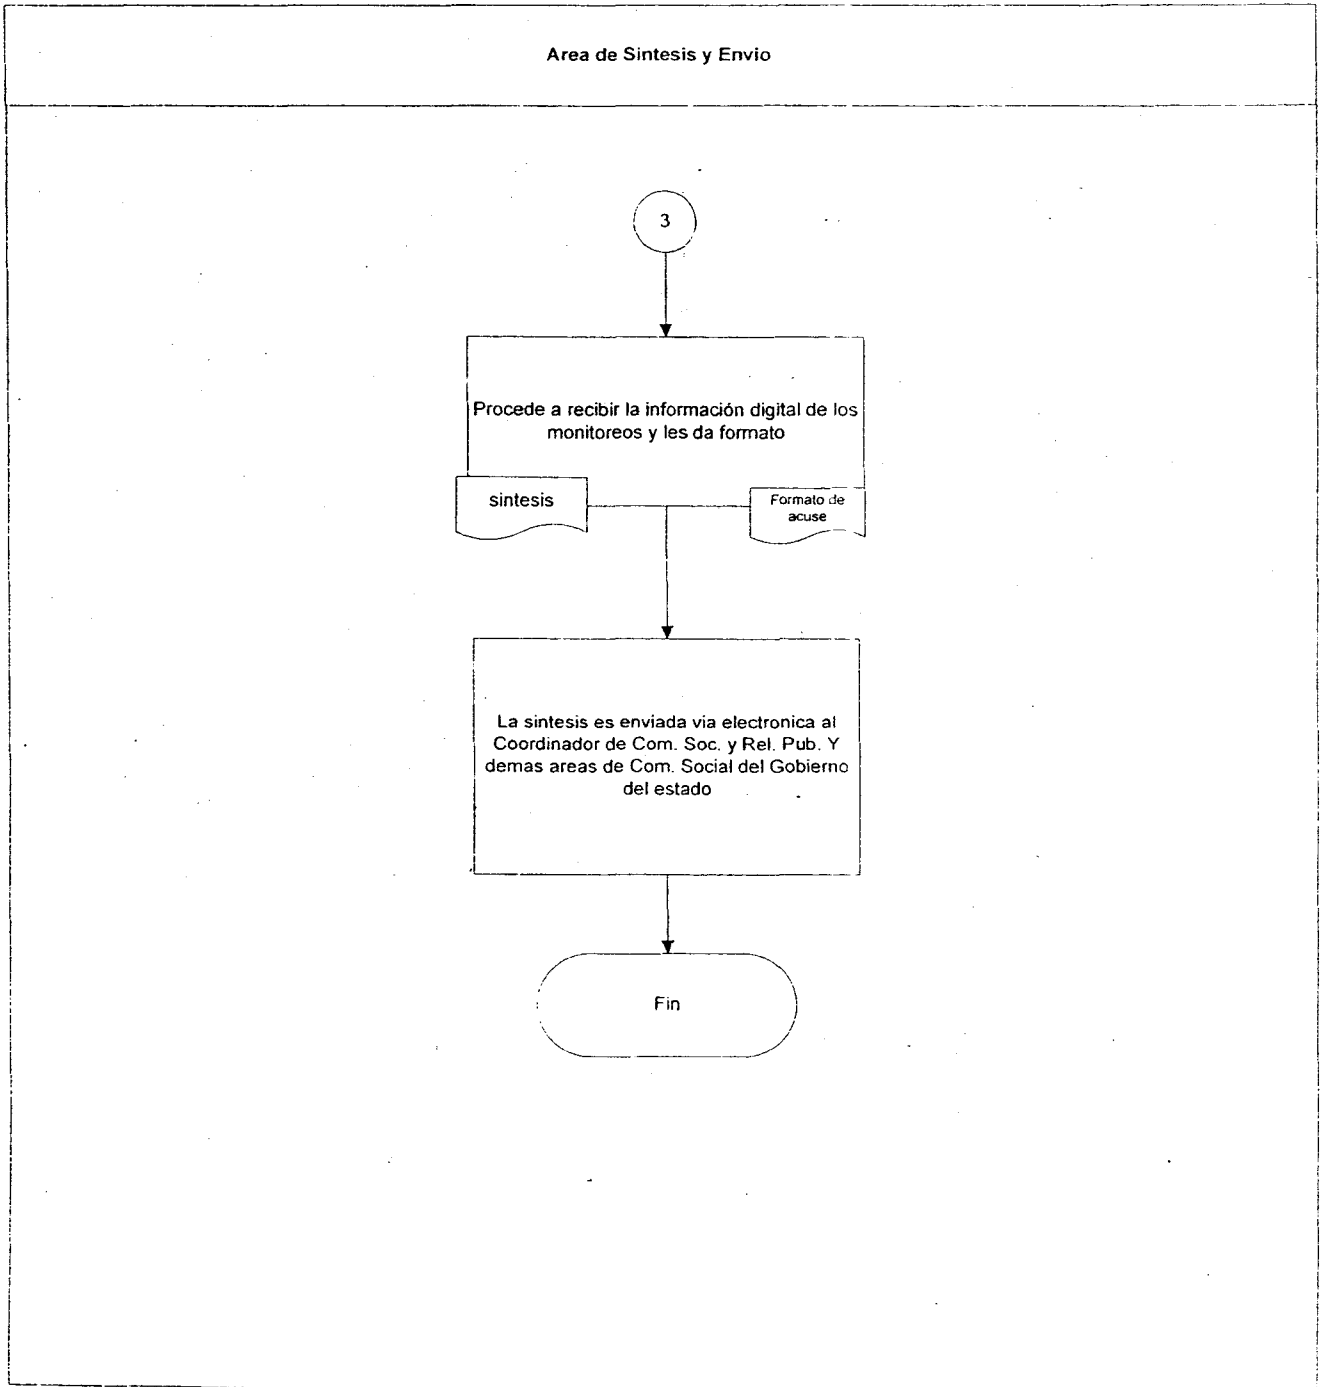 Area de Sintesis y Envio
3
Procede a recibir la información digital de los
monitoreos y les da formato
sintesis
Formato de
acuse
La sintesis es enviada via electronica al
Coordinador de Com. Soc. y Rel. Pub. Y
demas areas de Com. Social del Gobierno
del estado
Fin